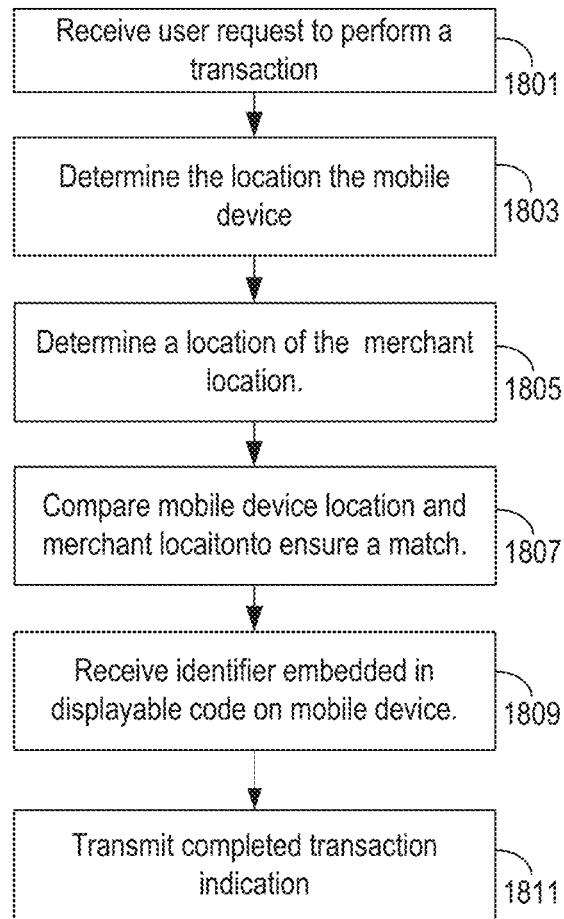 Receive user request to perform a
transaction
1801
Determine the location the mobile
device
1803
Determine a location of the merchant
location.
1805
Compare mobile device location and
merchant locaitonto ensure a match.
1807
Receive identifier embedded in
displayable code on mobile device.
1809
Transmit completed transaction
indication
1811